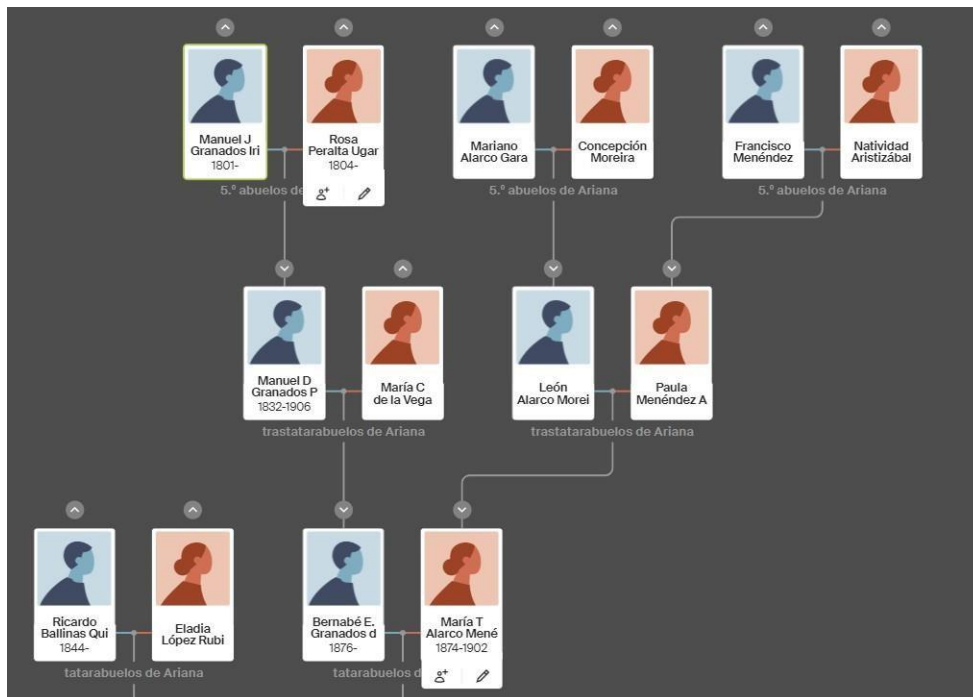 Manuel J
Granados Iri
1801-
Rosa
Peralta Ugar
1804-
Mariano
Alarco Gara
Concepción
Moreira
Francisco
Menéndez
Natividad
Aristizábal
5.º abuelos de
5.º abuelos de Ariana
5.º abuelos de Ariana
Manuel D
Granados P
1832-1906
María C
de la Vega
León
Alarco Morei
Paula
Menéndez A
trastatarabuelos de Ariana
trastatarabuelos de Ariana
Ricardo
Ballinas Qui
1844-
Eladia
López Rubi
Bernabé E.
Granados d
1876-
María T
Alarco Mené
1874-1902
tatarabuelos de Ariana
tatarabuelos d